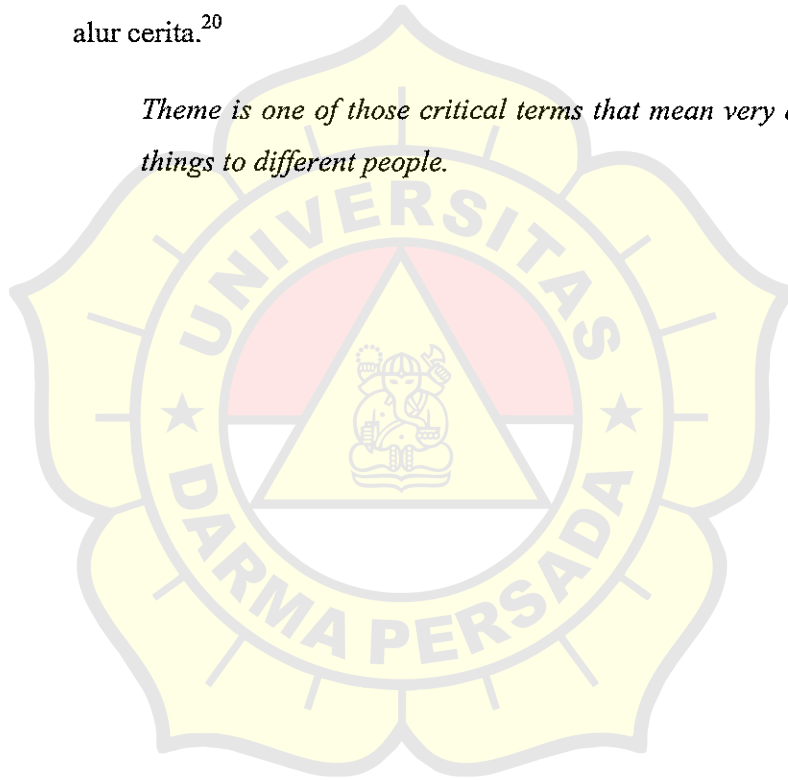 alur cerita.20
Theme is one of those critical terms that mean very
things to different people.
UNIVERSITAS
DARMA PERSADA